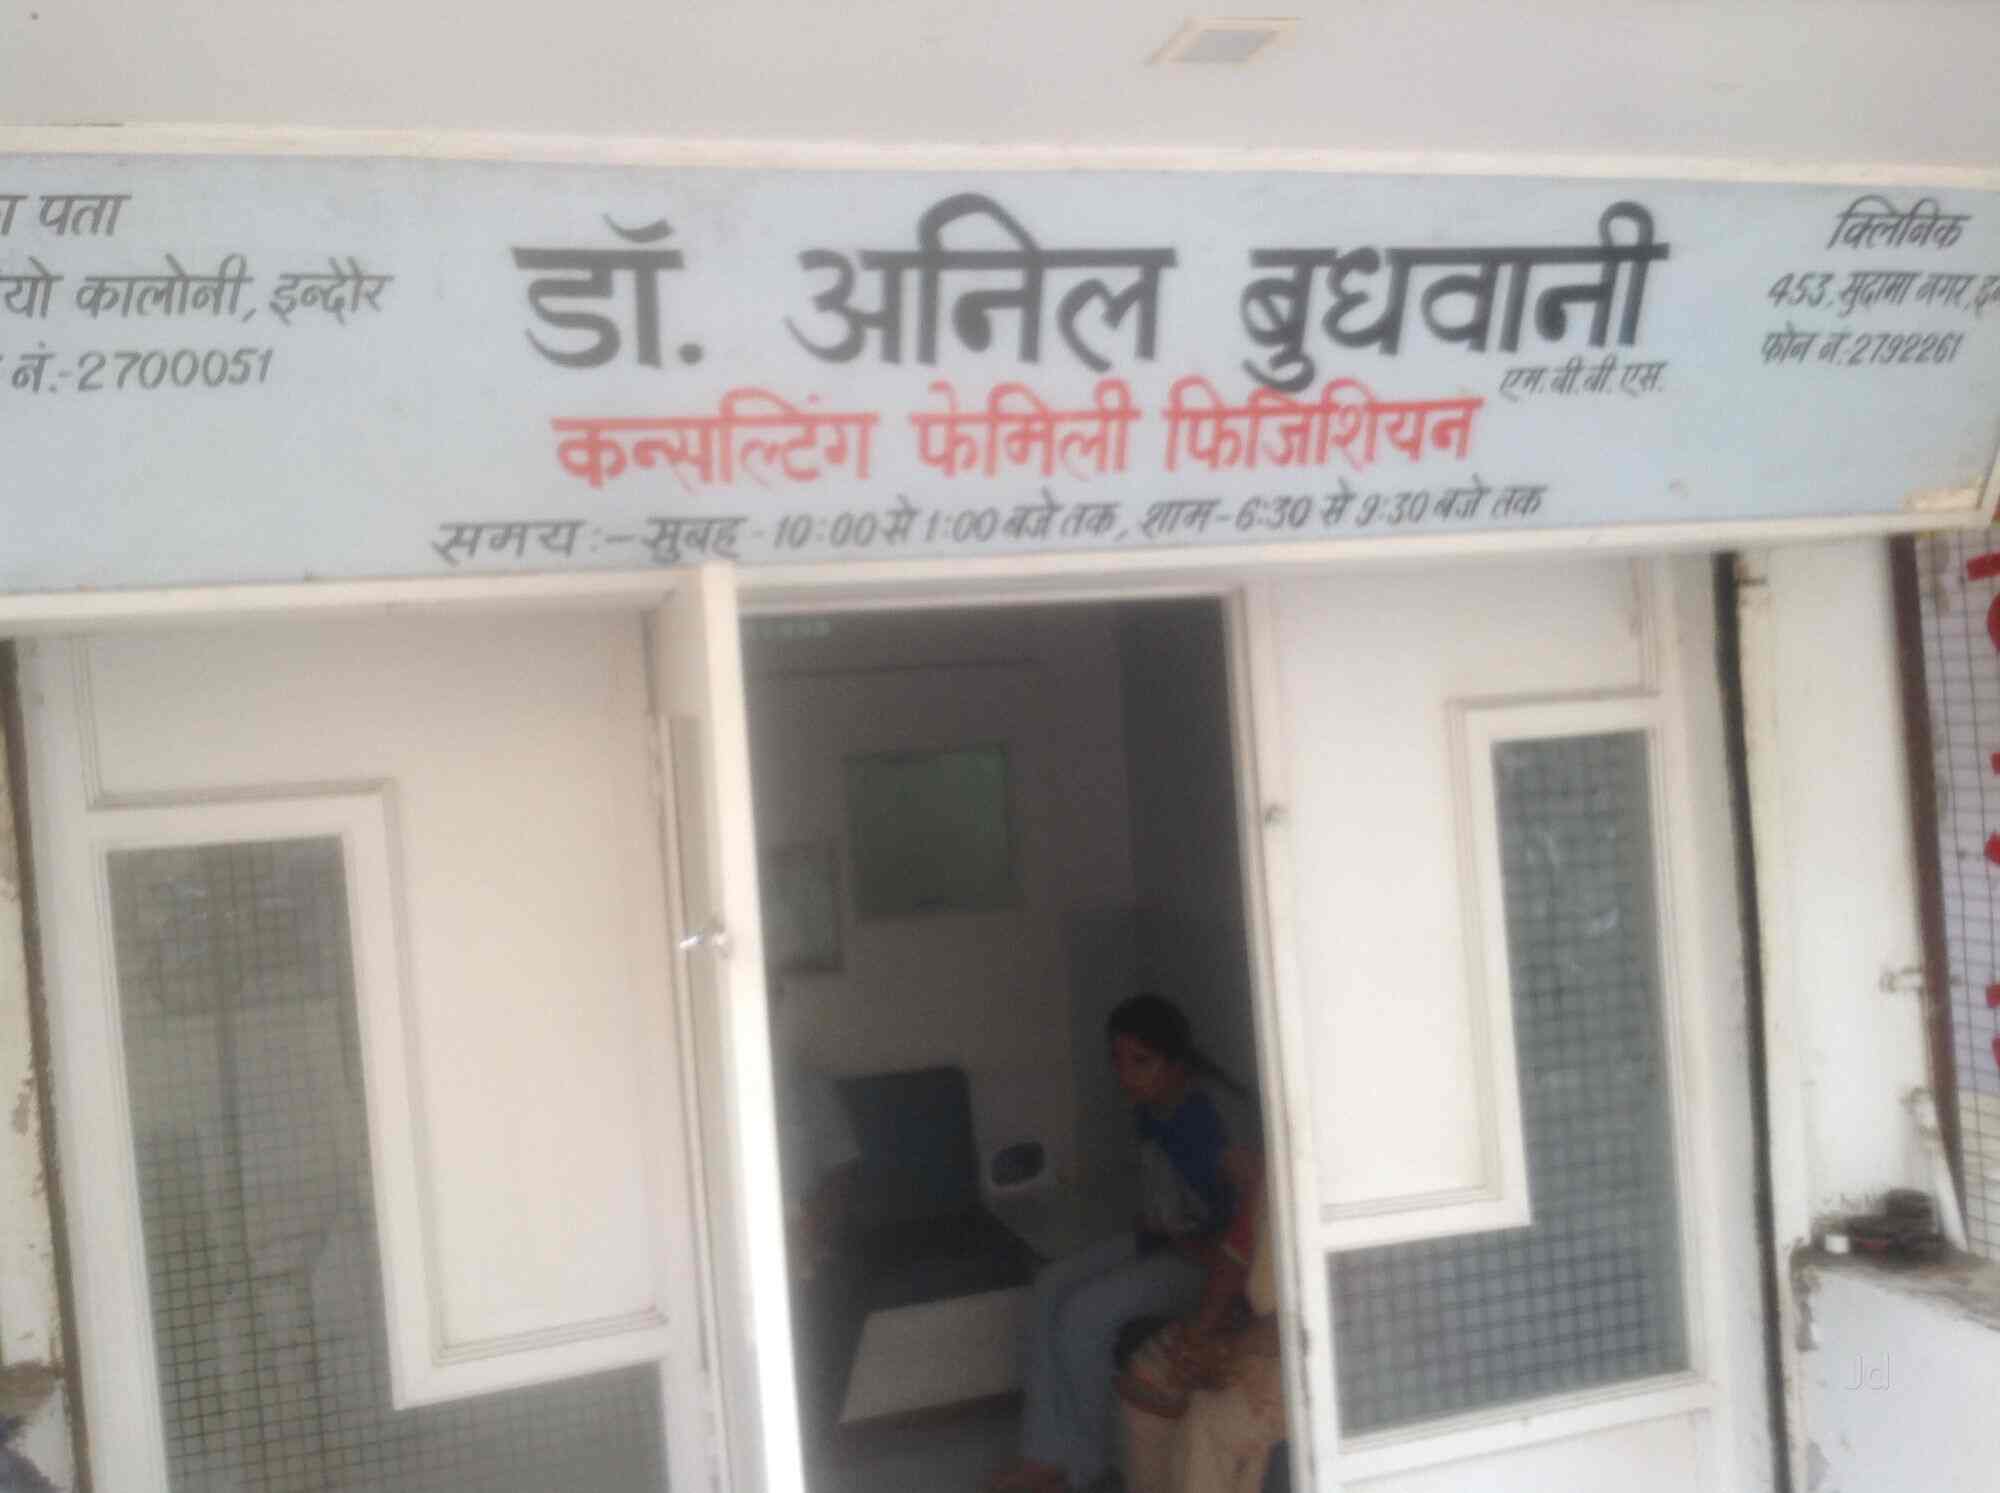 पता
कालोनी, इन्दौर
नं.-2700051
डॉ. अनिल बुधवानी
एम.बी.बी.एस.
कन्सल्टिंग फेमिली फिजिशियन
समय:-सुबह-10:00 से 1:00 बजे तक, शाम-6:30 से 9:30 बजे तक
क्लिनिक
453, सुदामा नगर,
फोन नं.2792261
Jd